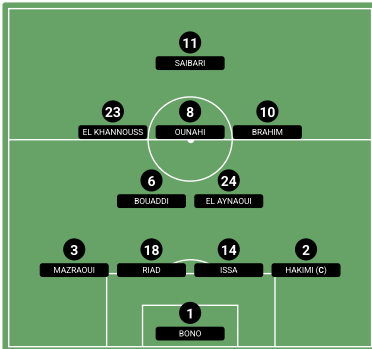 11
SAIBARI
23 8 10
EL KHANNOUSS OUNAHI BRAHIM
6 24
BOUADDI EL AYNAOUI
3 18 14 2
MAZRAOUI RIAD ISSA HAKIMI (C)
1
BONO